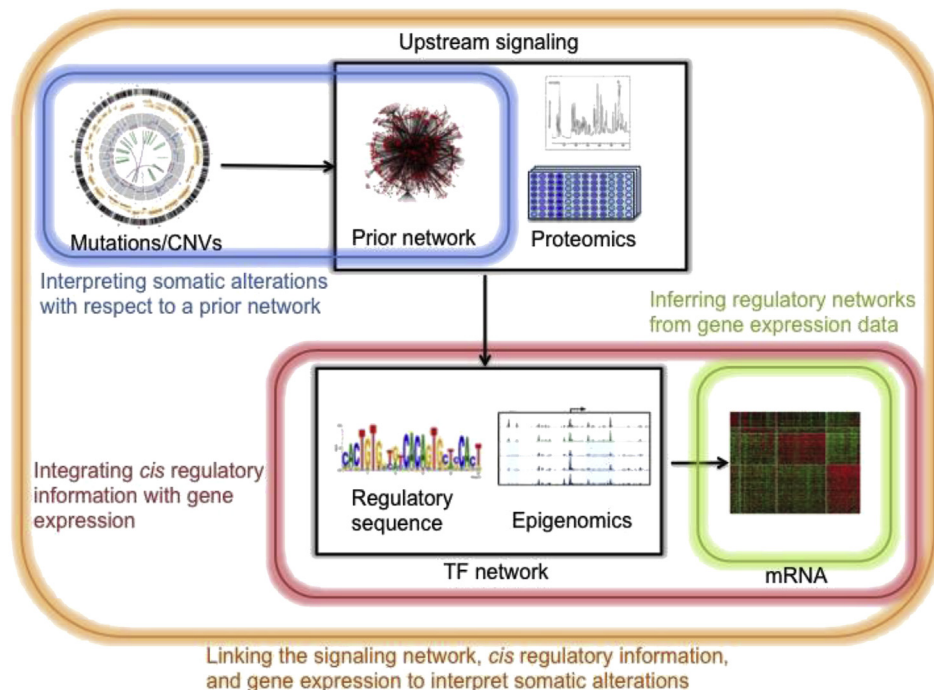 Upstream signaling
Mutations/CNVs
Prior network
Proteomics
Interpreting somatic alterations
with respect to a prior network
Inferring regulatory networks
from gene expression data
Integrating cis regulatory
information with gene
expression
Regulatory
sequence
Epigenomics
TF network
mRNA
Linking the signaling network, cis regulatory information,
and gene expression to interpret somatic alterations